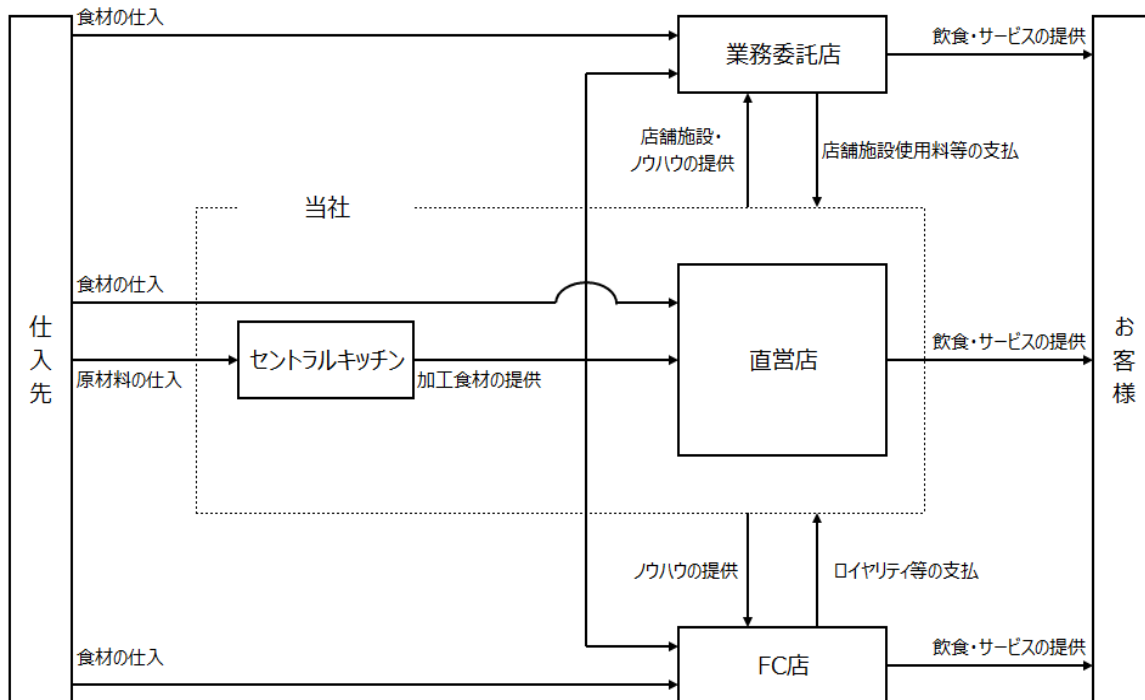 食材の仕入
業務委託店
飲食・サービスの提供
店舗施設・
ノウハウの提供
店舗施設使用料等の支払
当社
食材の仕入
仕入先
セントラルキッチン
直営店
飲食・サービスの提供
お客様
原材料の仕入
加工食材の提供
ノウハウの提供
ロイヤリティ等の支払
食材の仕入
FC店
飲食・サービスの提供